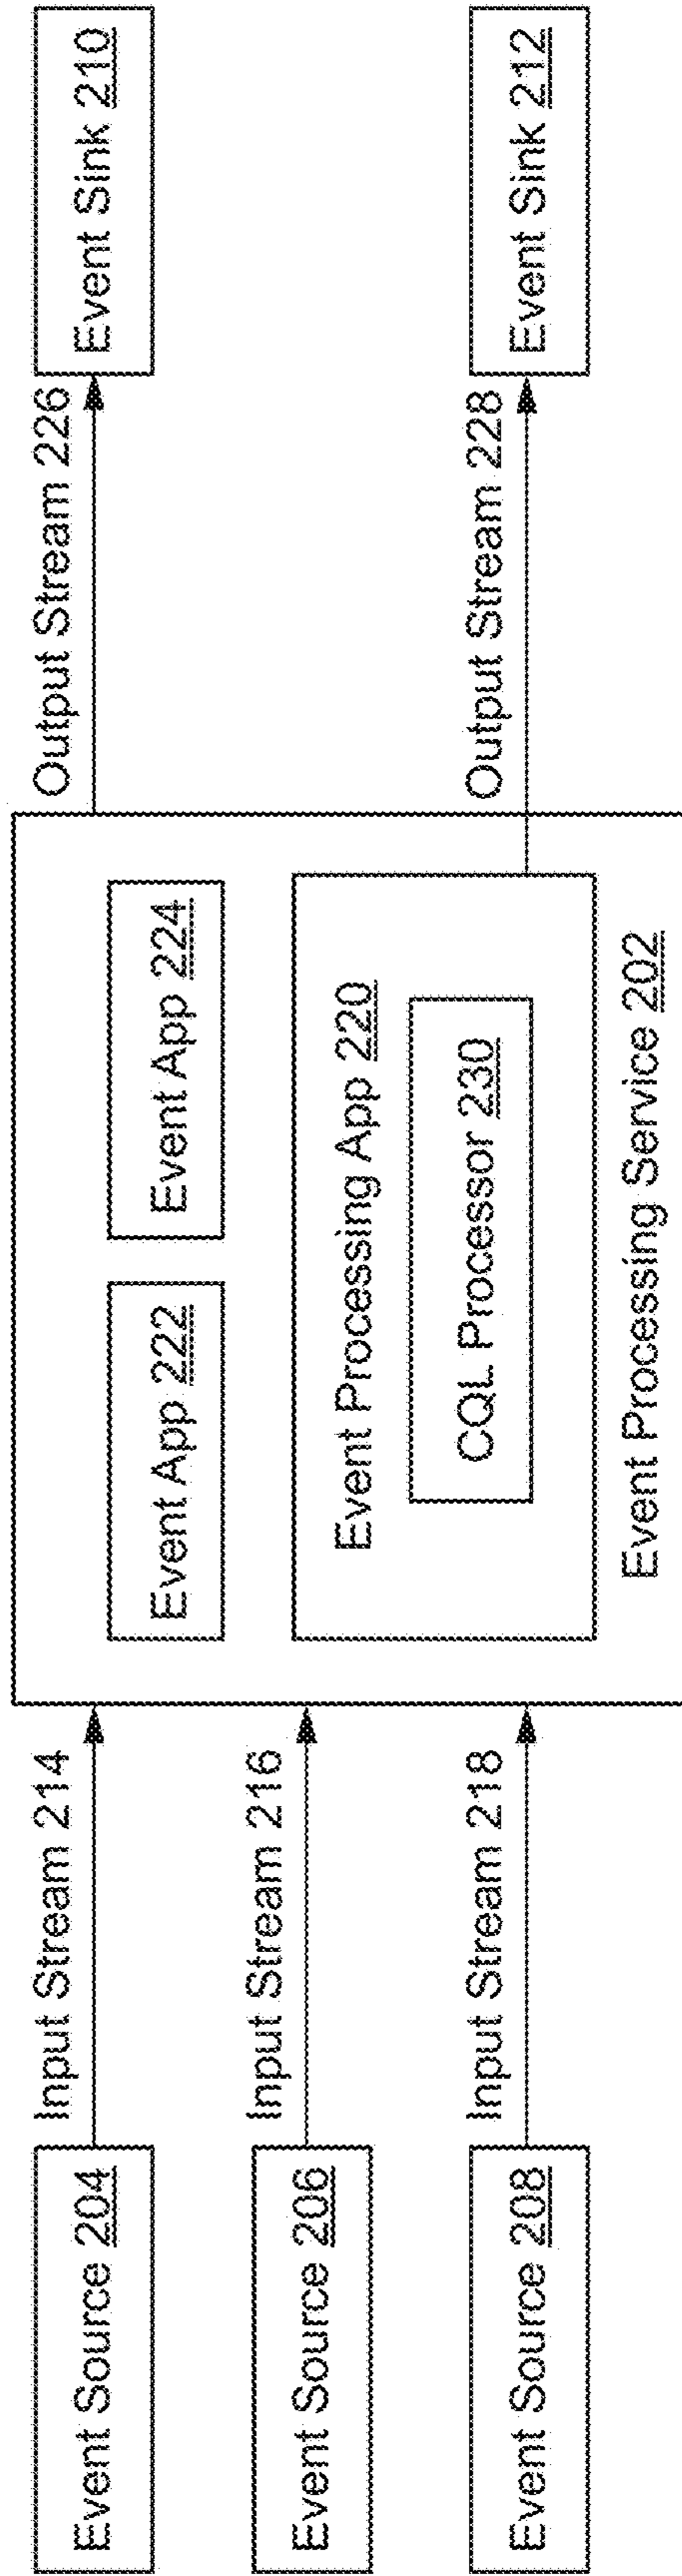 Event Source 204
Input Stream 214
Event Source 206
Input Stream 216
Event Source 208
Input Stream 218
Event App 222
Event App 224
Event Processing App 220
CQL Processor 230
Event Processing Service 202
Output Stream 226
Event Sink 210
Output Stream 228
Event Sink 212